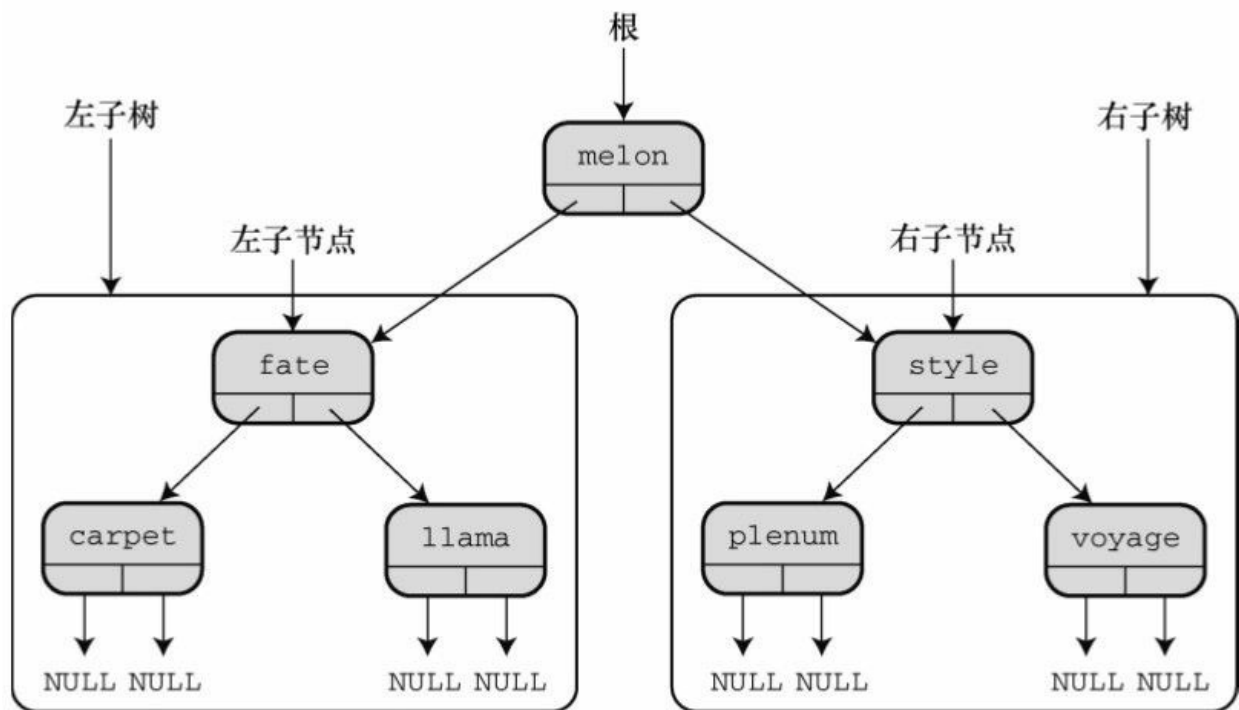 根
左子树
右子树
melon
左子节点
右子节点
fate
style
carpet
llama
plenum
voyage
NULL NULL
NULL NULL
NULL NULL
NULL NULL